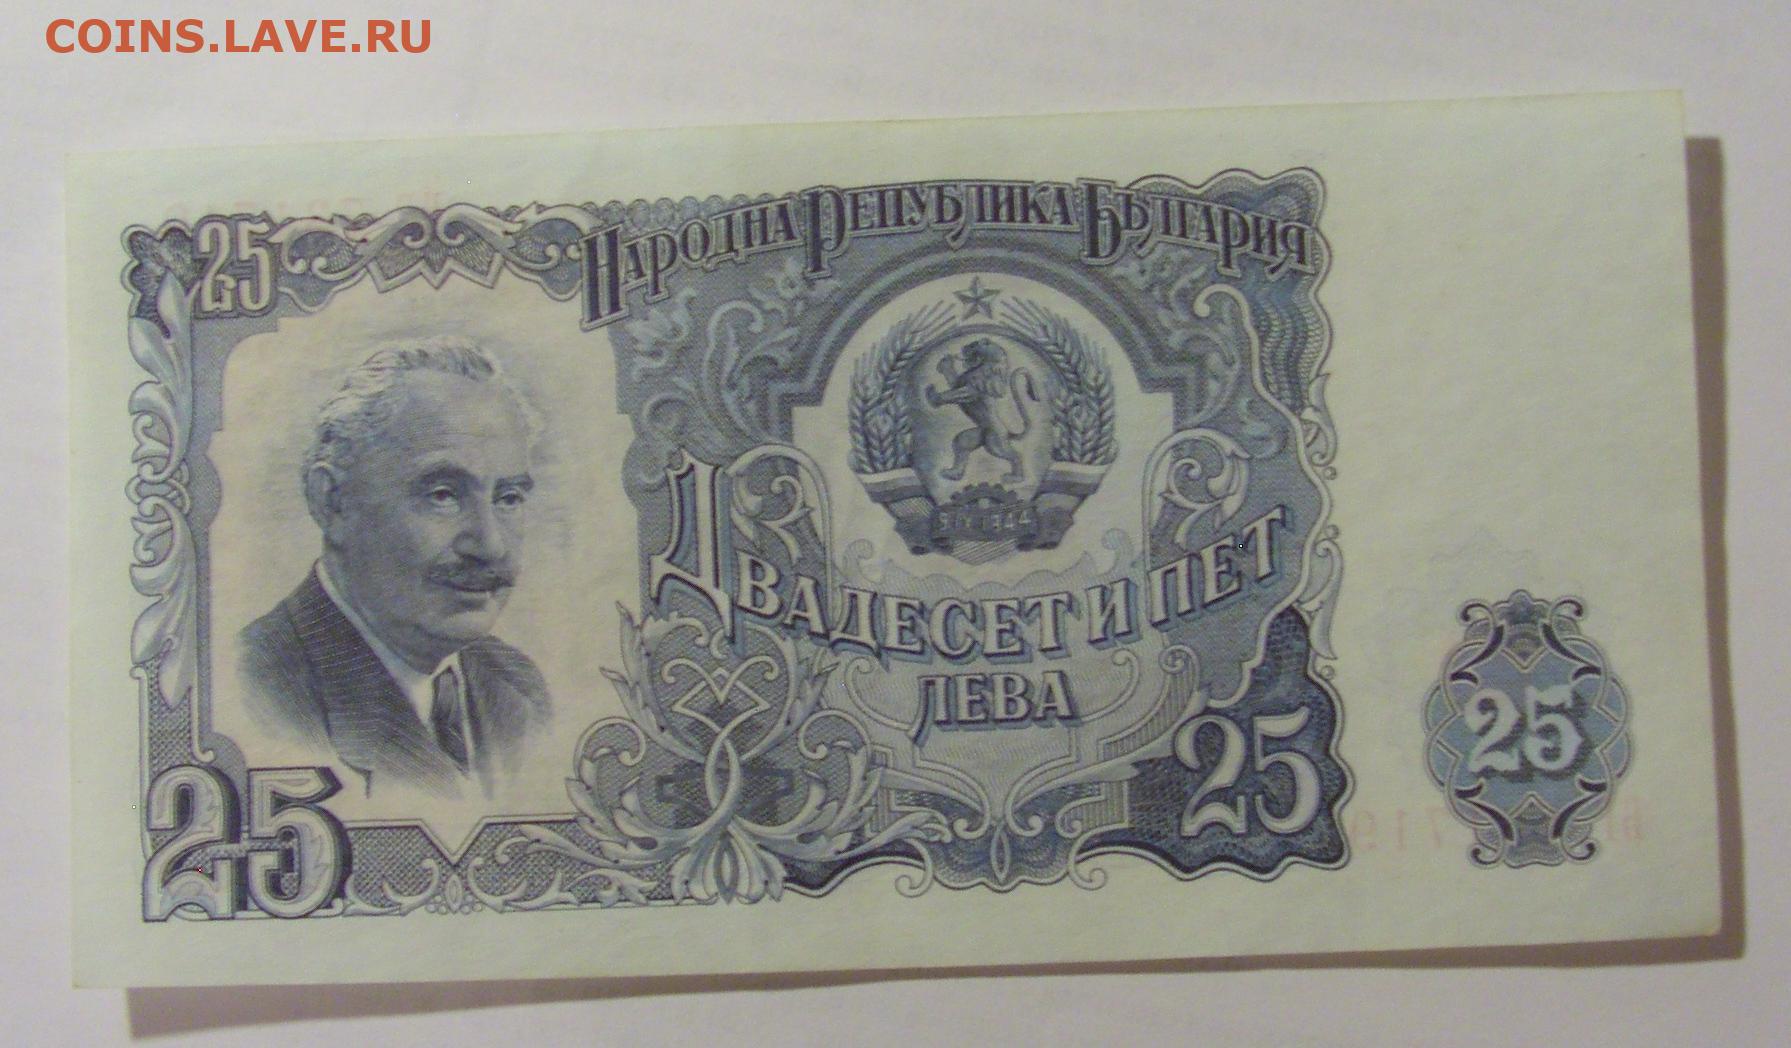 COINS.LAVE.RU
25
НАРОДНА РЕПУБЛИКА БЪЛГАРИЯ
9 IX 1944
ДВАДЕСЕТ И ПЕТ
ЛЕВА
25
25
25